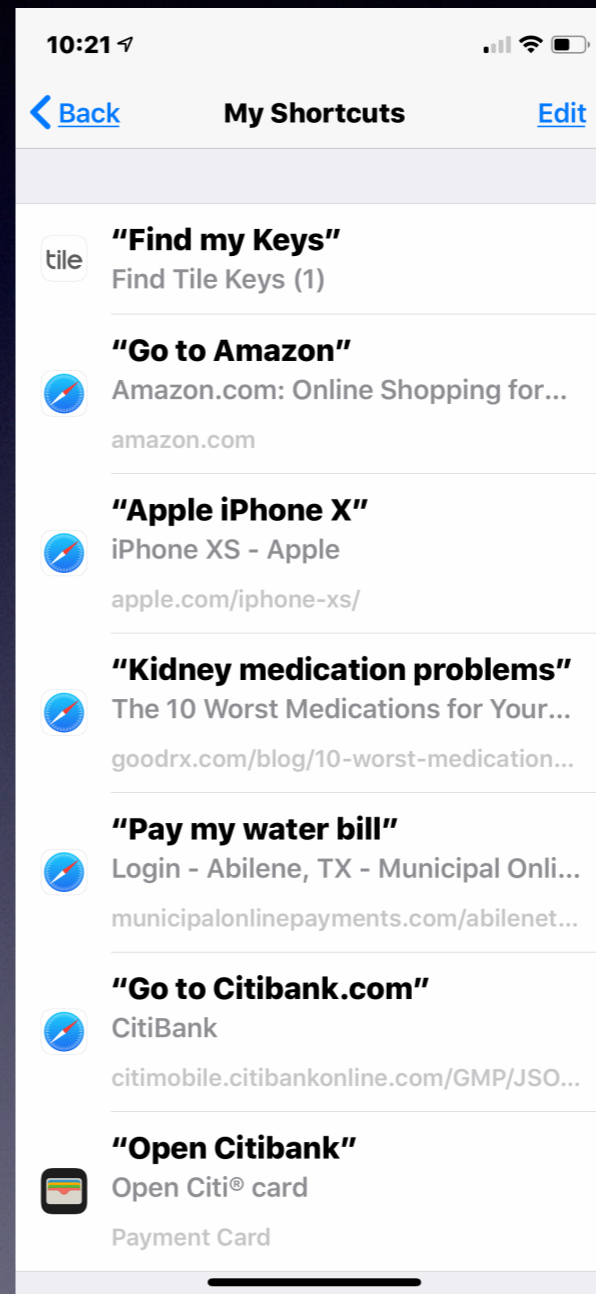 10:21
Back My Shortcuts Edit
“Find my Keys”
tile
Find Tile Keys (1)
“Go to Amazon”
Amazon.com: Online Shopping for...
amazon.com
“Apple iPhone X”
iPhone XS - Apple
apple.com/iphone-xs/
“Kidney medication problems”
The 10 Worst Medications for Your...
goodrx.com/blog/10-worst-medication...
“Pay my water bill”
Login - Abilene, TX - Municipal Onli...
municipalonlinepayments.com/abilenet...
“Go to Citibank.com”
CitiBank
citimobile.citibankonline.com/GMP/JSO...
“Open Citibank”
Open Citi® card
Payment Card